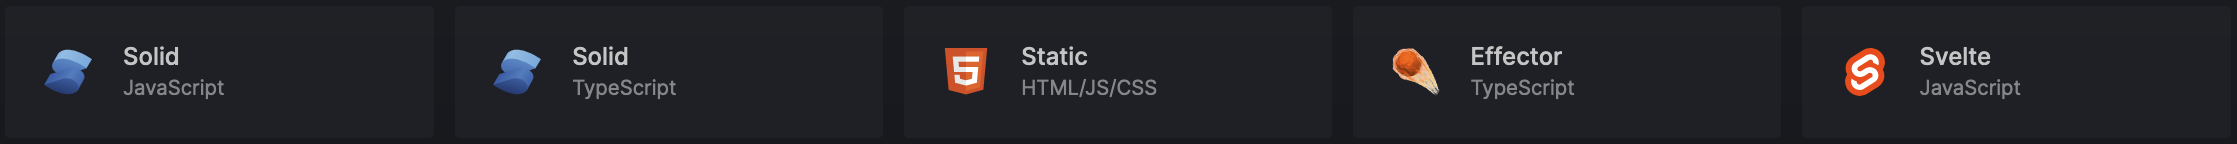 Solid
JavaScript
Solid
TypeScript
Static
HTML/JS/CSS
Effector
TypeScript
Svelte
JavaScript